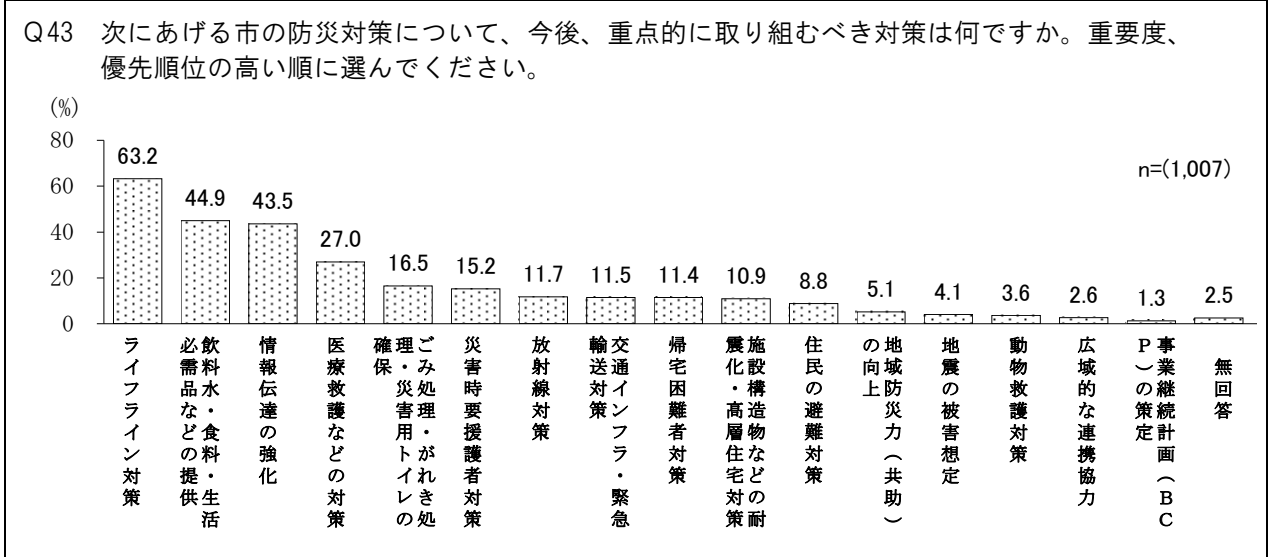 Ｑ43　次にあげる市の防災対策について、今後、重点的に取り組むべき対策は何ですか。重要度、
優先順位の高い順に選んでください。
(%)
80
60
40
20
0
n=(1,007)
63.2
44.9
43.5
27.0
16.5
15.2
11.7
11.5
11.4
10.9
8.8
5.1
4.1
3.6
2.6
1.3
2.5
ライフライン対策
飲料水・食料・生活
必需品などの提供
情報伝達の強化
医療救護などの対策
ごみ処理・がれき処
理・災害用トイレの
確保
災害時要援護者対策
放射線対策
交通インフラ・緊急
輸送対策
帰宅困難者対策
施設構造物などの耐
震化・高層住宅対策
住民の避難対策
地域防災力（共助）
の向上
地震の被害想定
動物救護対策
広域的な連携協力
事業継続計画（ＢＣ
Ｐ）の策定
無回答